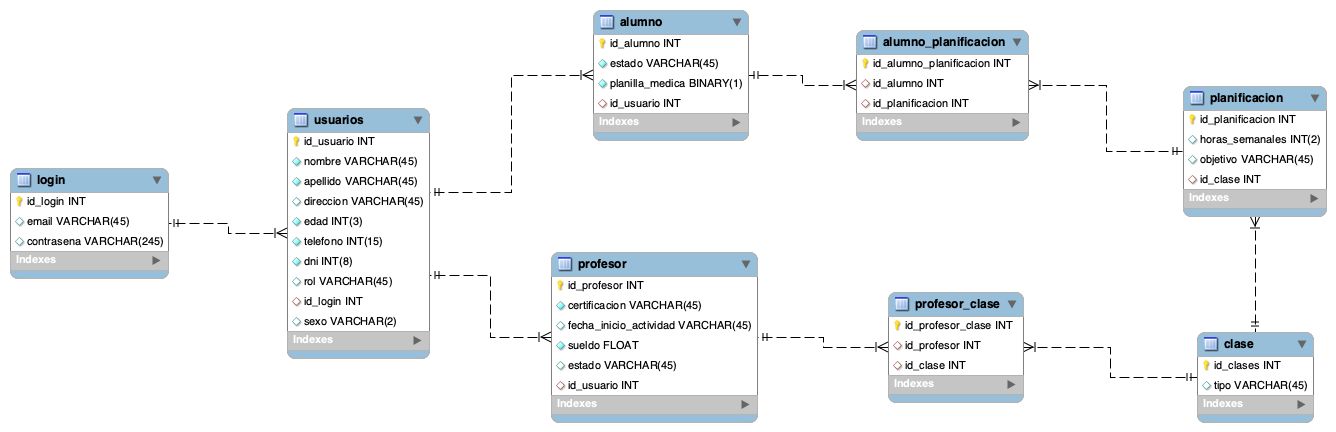 login
id_login INT
email VARCHAR(45)
contrasena VARCHAR(245)
Indexes
usuarios
id_usuario INT
nombre VARCHAR(45)
apellido VARCHAR(45)
direccion VARCHAR(45)
edad INT(3)
telefono INT(15)
dni INT(8)
rol VARCHAR(45)
id_login INT
sexo VARCHAR(2)
Indexes
alumno
id_alumno INT
estado VARCHAR(45)
planilla_medica BINARY(1)
id_usuario INT
Indexes
profesor
id_profesor INT
certificacion VARCHAR(45)
fecha_inicio_actividad VARCHAR(45)
sueldo FLOAT
estado VARCHAR(45)
id_usuario INT
Indexes
alumno_planificacion
id_alumno_planificacion INT
id_alumno INT
id_planificacion INT
Indexes
profesor_clase
id_profesor_clase INT
id_profesor INT
id_clase INT
Indexes
planificacion
id_planificacion INT
horas_semanales INT(2)
objetivo VARCHAR(45)
id_clase INT
Indexes
clase
id_clases INT
tipo VARCHAR(45)
Indexes